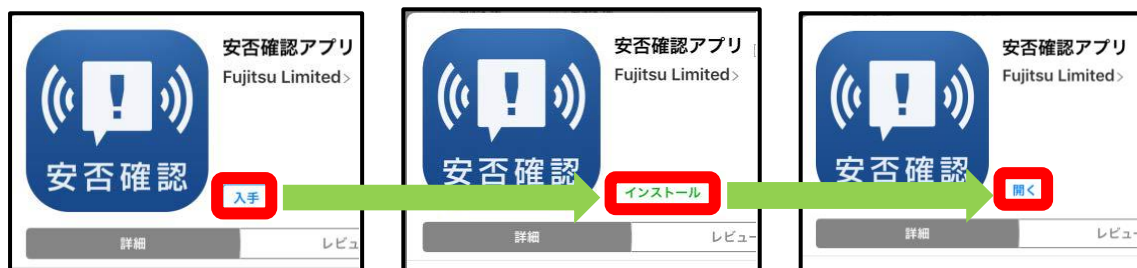 安否確認アプリ
Fujitsu Limited>
安否確認
入手
詳細
レビュ
安否確認アプリ
Fujitsu Limited>
安否確認
インストール
詳細
レビュー
安否確認アプリ
Fujitsu Limited>
安否確認
開く
詳細
レビュー